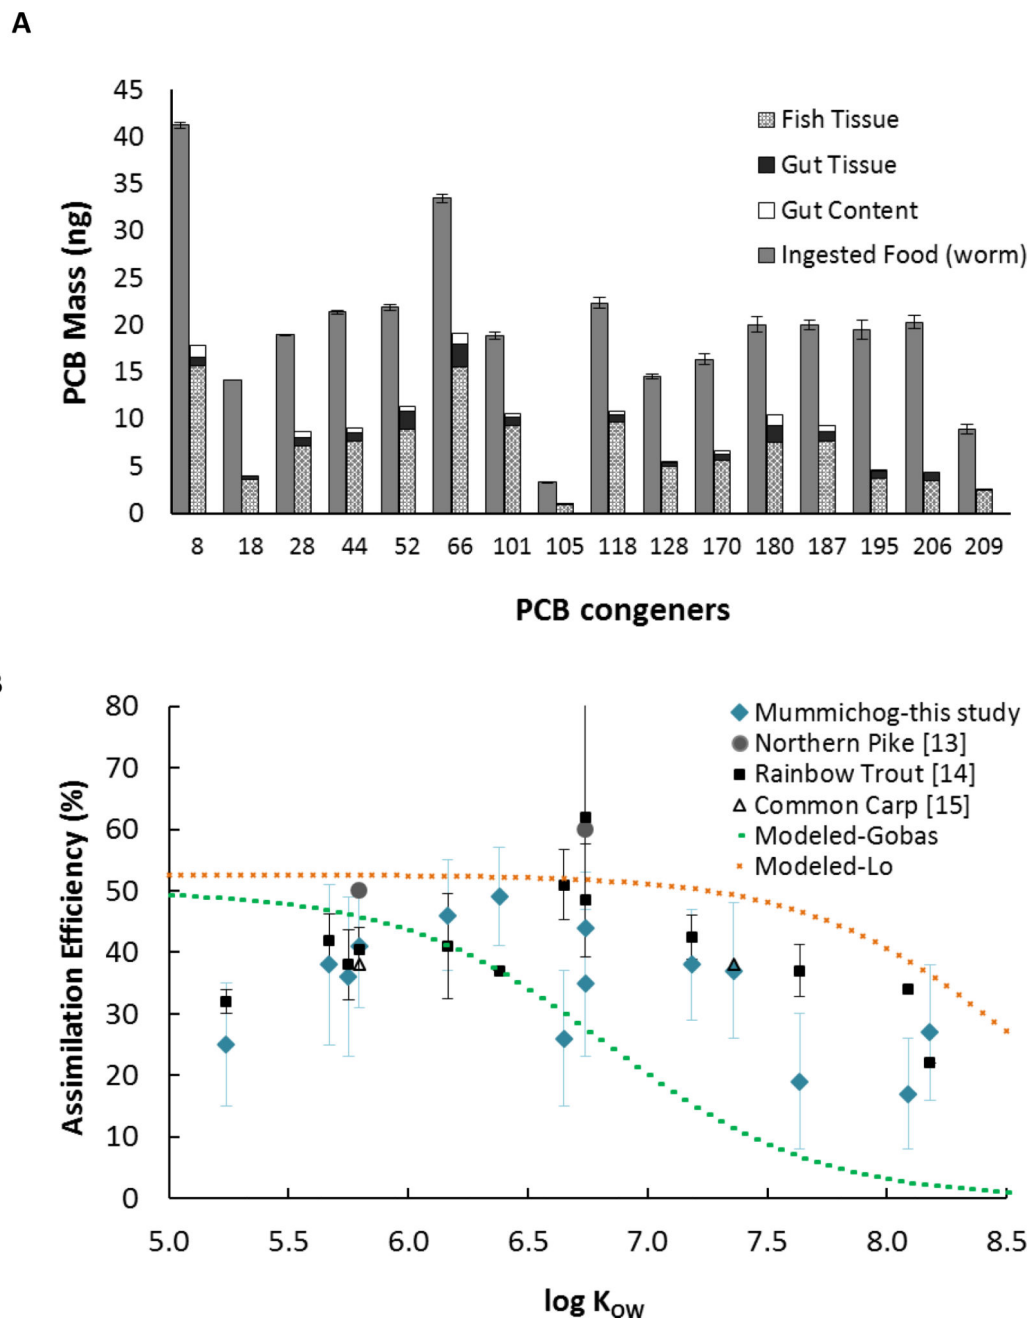 A
45
40
35
30
25
20
15
10
5
0
PCB Mass (ng)
Fish Tissue
Gut Tissue
Gut Content
Ingested Food (worm)
8 18 28 44 52 66 101 105 118 128 170 180 187 195 206 209
PCB congeners
80
70
60
50
40
30
20
10
0
Assimilation Efficiency (%)
Mummichog-this study
Northern Pike [13]
Rainbow Trout [14]
Common Carp [15]
Modeled-Gobas
Modeled-Lo
5.0 5.5 6.0 6.5 7.0 7.5 8.0 8.5
log K_OW